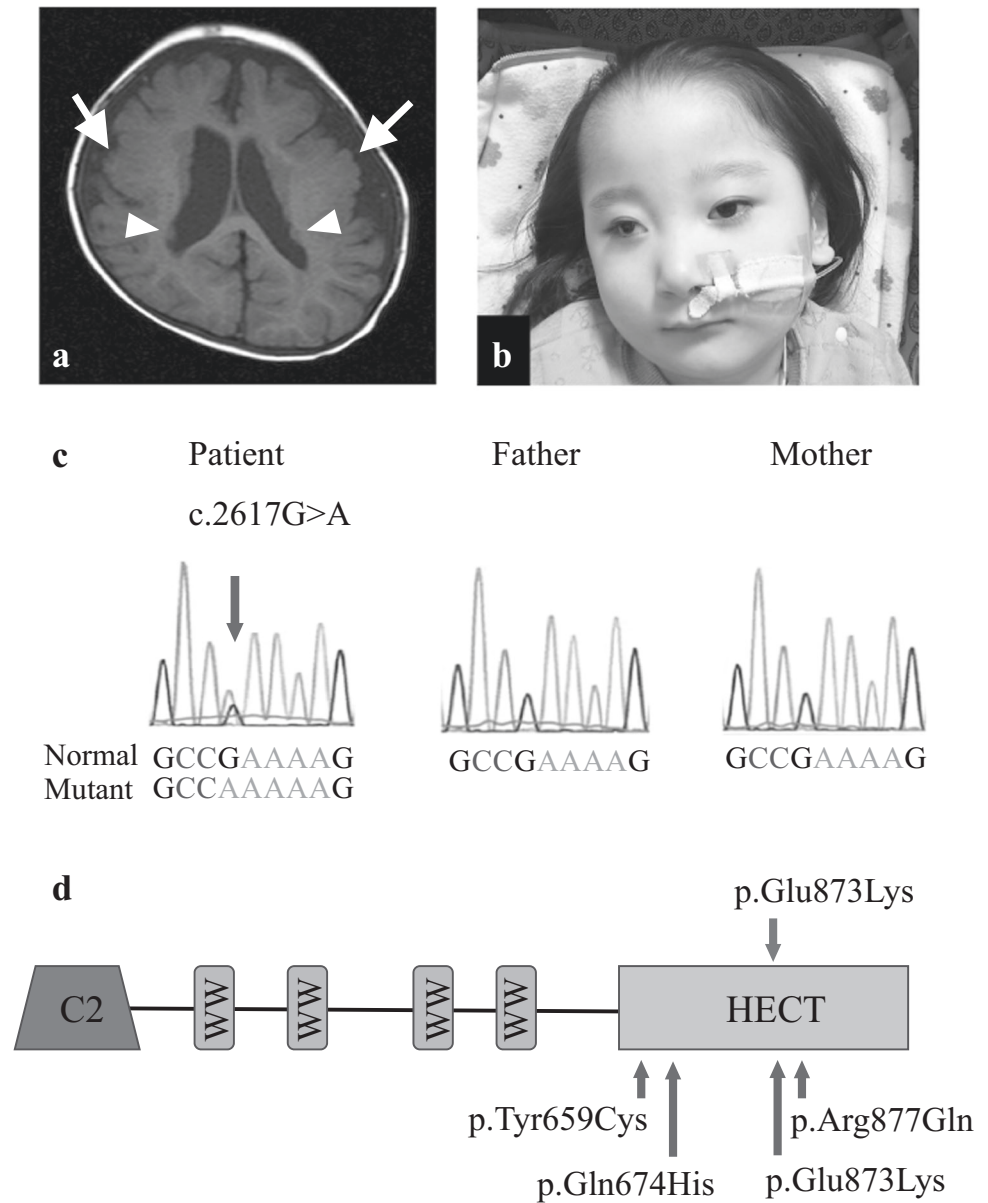 a
b
c Patient Father Mother
c.2617G>A
Normal GCCGAAAAG GCCGAAAAG GCCGAAAAG
Mutant GCCAAAAAG
d
p.Glu873Lys
C2 WW WW WW WW HECT
p.Tyr659Cys p.Arg877Gln
p.Gln674His p.Glu873Lys